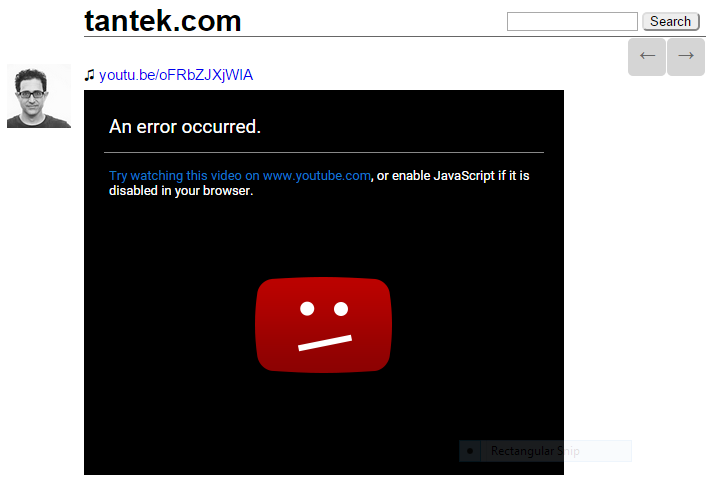 tantek.com
Search
← →
♫ youtu.be/oFRbZJXjWIA
An error occurred.
Try watching this video on www.youtube.com, or enable JavaScript if it is
disabled in your browser.
Rectangular Snip